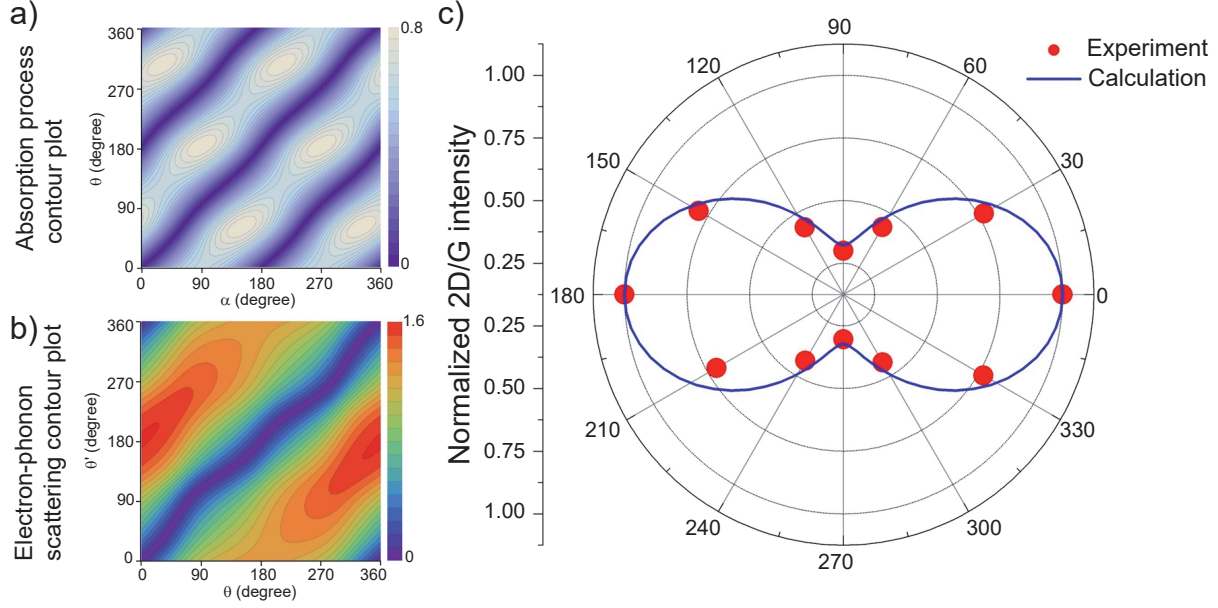 a)
Absorption process
contour plot
θ (degree)
360
270
180
90
0
0 90 180 270 360
α (degree)
0.8
0
b)
Electron-phonon
scattering contour plot
θ' (degree)
360
270
180
90
0
0 90 180 270 360
θ (degree)
1.6
0
c)
Normalized 2D/G intensity
1.00
0.75
0.50
0.25
0.00
0.25
0.50
0.75
1.00
90
120 60
150 30
180 0
210 330
240 300
270
Experiment
Calculation